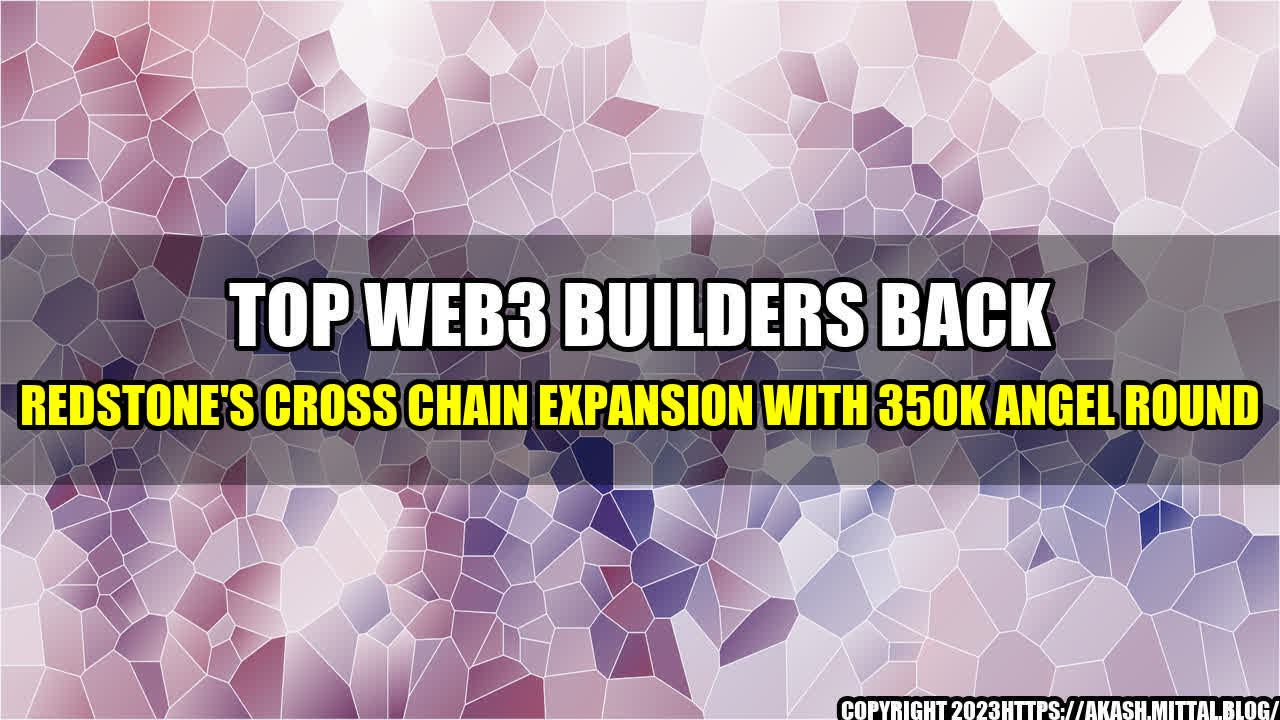 TOP WEB3 BUILDERS BACK
REDSTONE'S CROSS CHAIN EXPANSION WITH 350K ANGEL ROUND
COPYRIGHT 2023HTTPS://AKASH.MITTAL.BLOG/